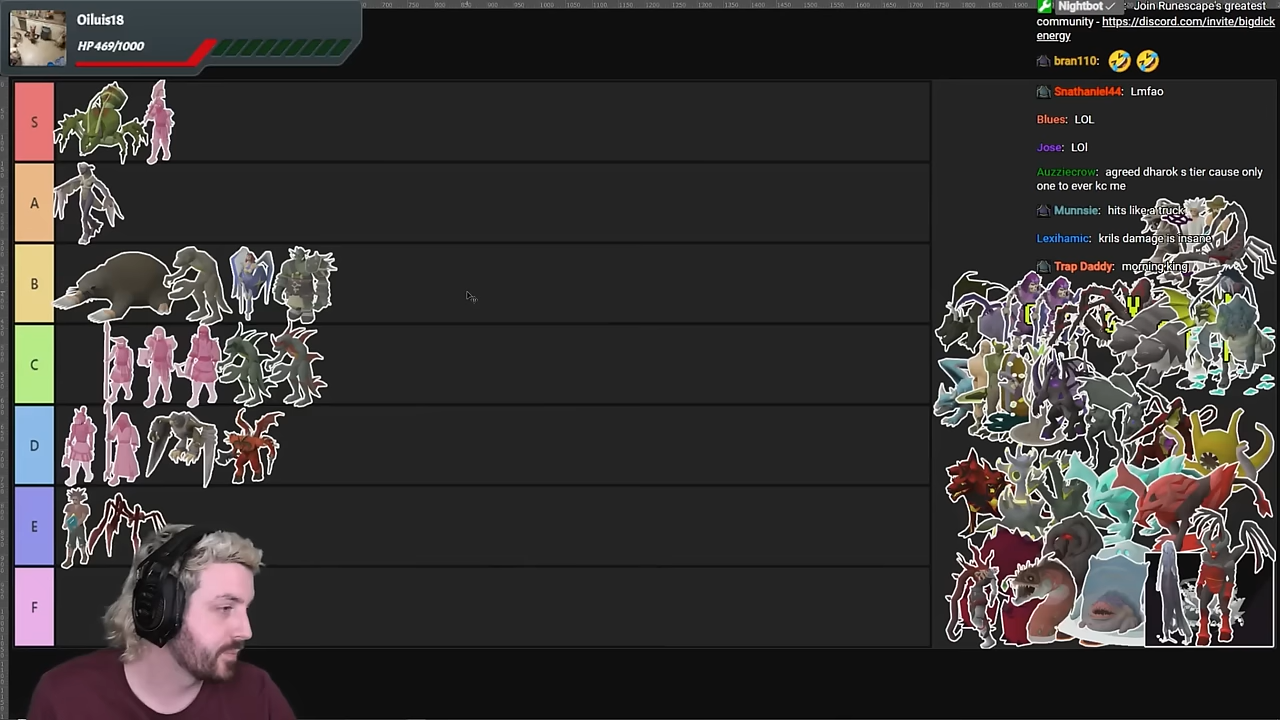 Oiluis18
HP 469/1000
Nightbot ✓ : Join Runescape's greatest
community - https://discord.com/invite/bigdick
energy
bran110: 🤣 🤣
Snathaniel44: Lmfao
Blues: LOL
Jose: LOl
Auzziecrow: agreed dharok s tier cause only
one to ever kc me
Munnsie: hits like a truck
Lexihamic: krils damage is insane
Trap Daddy: morning king
S
A
B
C
D
E
F